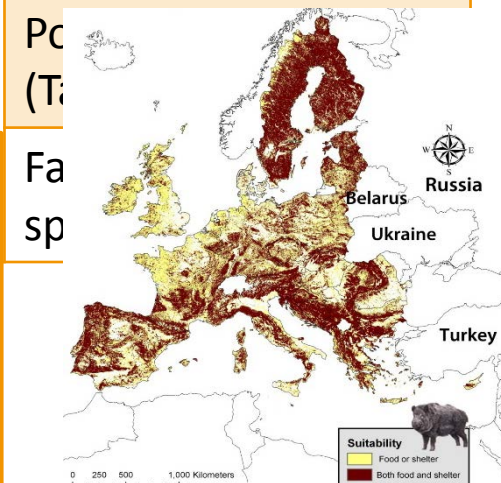 Po
(Ta
Fa
sp
N
W E
S
Belarus
Russia
Ukraine
Turkey
Suitability
Food or shelter
Both food and shelter
0 250 500 1,000 Kilometers